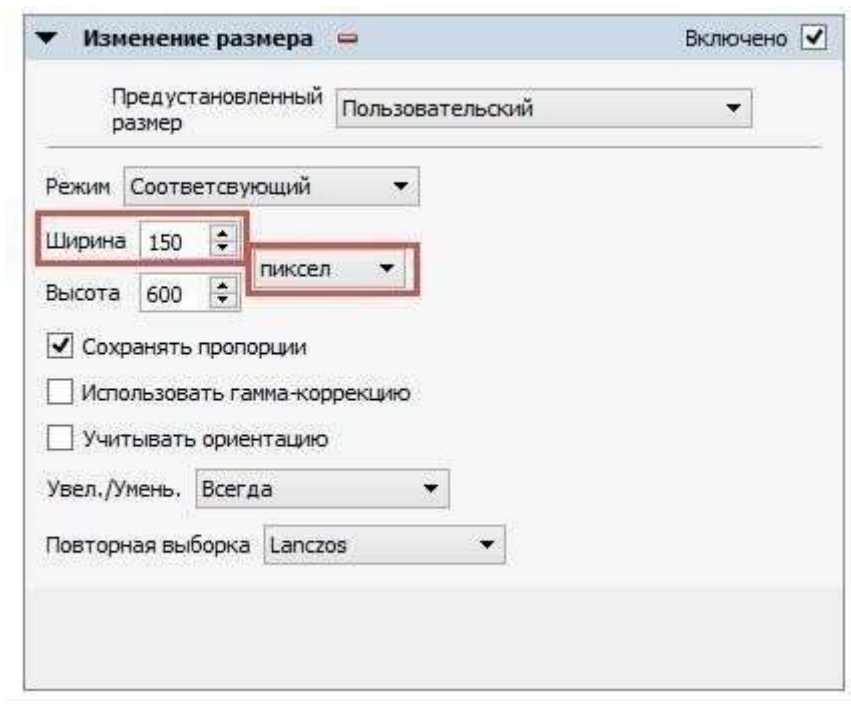 Изменение размера Включено
Предустановленный
размер Пользовательский
Режим Соответсвующий
Ширина 150
пиксел
Высота 600
Сохранять пропорции
Использовать гамма-коррекцию
Учитывать ориентацию
Увел./Умень. Всегда
Повторная выборка Lanczos